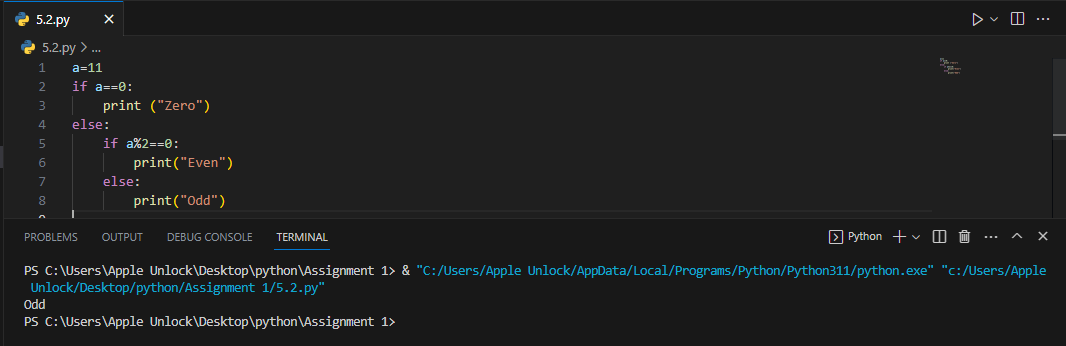 5.2.py
5.2.py > ...
1 a=11
2 if a==0:
3     print ("Zero")
4 else:
5     if a%2==0:
6         print("Even")
7     else:
8         print("Odd")
9
PROBLEMS OUTPUT DEBUG CONSOLE TERMINAL Python
PS C:\Users\Apple Unlock\Desktop\python\Assignment 1> & "C:/Users/Apple Unlock/AppData/Local/Programs/Python/Python311/python.exe" "c:/Users/Apple
 Unlock/Desktop/python/Assignment 1/5.2.py"
Odd
PS C:\Users\Apple Unlock\Desktop\python\Assignment 1>